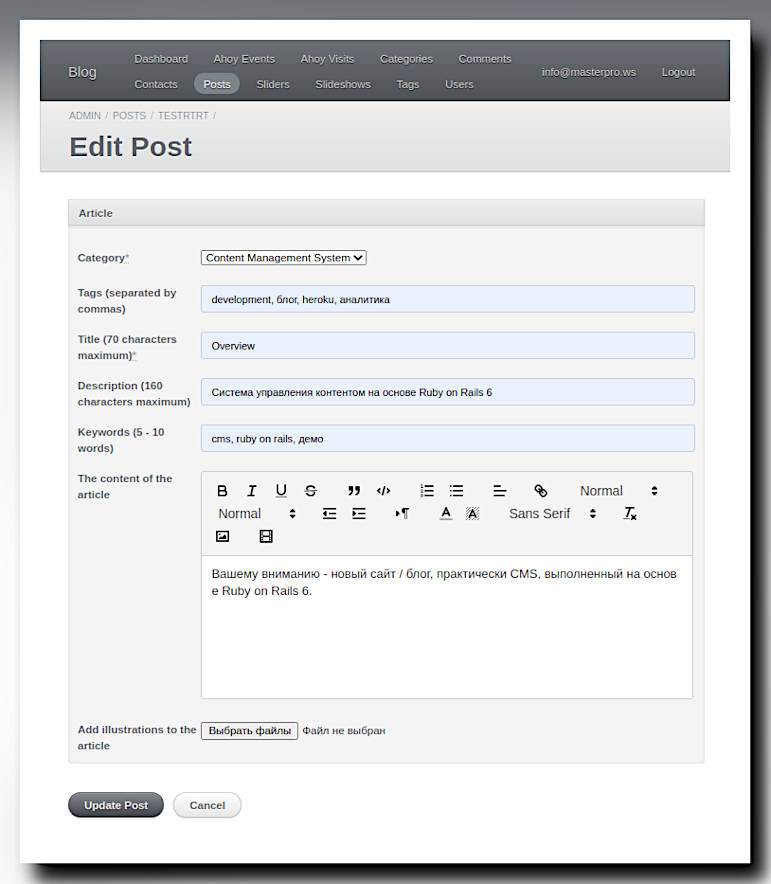 Blog
Dashboard Ahoy Events Ahoy Visits Categories Comments
Contacts Posts Sliders Slideshows Tags Users
info@masterpro.ws Logout
ADMIN / POSTS / TESTRTRT /
Edit Post
Article
Category*
Content Management System
Tags (separated by
commas)
development, блог, heroku, аналитика
Title (70 characters
maximum)*
Overview
Description (160
characters maximum)
Система управления контентом на основе Ruby on Rails 6
Keywords (5 - 10
words)
cms, ruby on rails, демо
The content of the
article
B I U S Normal
Normal A A Sans Serif Tx
Вашему вниманию - новый сайт / блог, практически CMS, выполненный на основ
е Ruby on Rails 6.
Add illustrations to the
article
Выбрать файлы Файл не выбран
Update Post Cancel